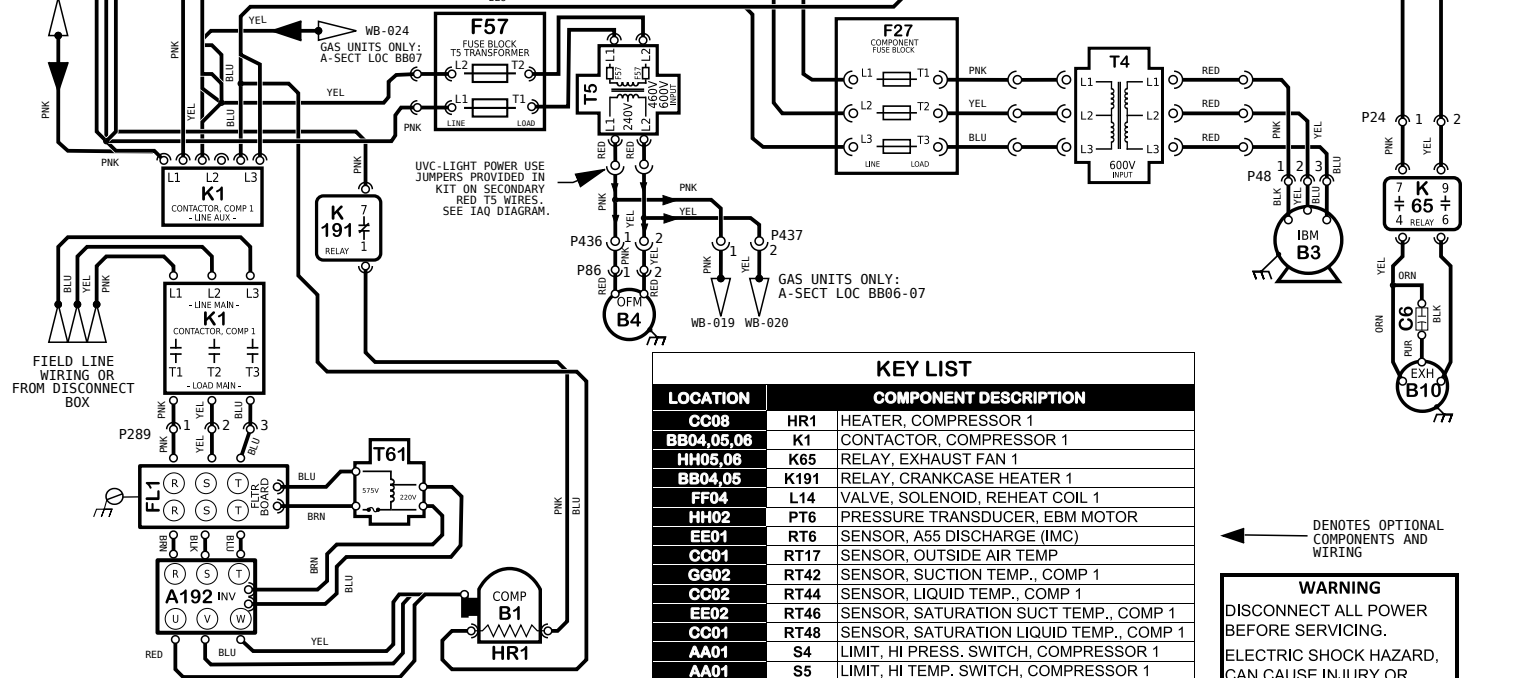 YEL
WB-024
GAS UNITS ONLY:
A-SECT LOC BB07
PNK
BLU
YEL
PNK
YEL
BLU
PNK
F57
FUSE BLOCK
T5 TRANSFORMER
L2 T2
L1 T1
LINE LOAD
YEL
PNK
L1 L2
F57 F57
T5
240V
460V
600V
INPUT
L1 L2
RED RED
F27
COMPONENT
FUSE BLOCK
L1 T1
L2 T2
L3 T3
LINE LOAD
PNK
YEL
BLU
T4
L1 L1
L2 L2
L3 L3
600V
INPUT
RED
RED
RED
PNK
YEL
BLU
P48
1 2 3
BLK YEL BLU
IBM
B3
P24 1 2
PNK YEL
7 K 9
65
4 RELAY 6
YEL
ORN
ORN
C6
BLK
PUR
EXH
B10
L1 L2 L3
K1
CONTACTOR, COMP 1
- LINE AUX -
PNK
K 7
191
RELAY 1
UVC-LIGHT POWER USE
JUMPERS PROVIDED IN
KIT ON SECONDARY
RED T5 WIRES.
SEE IAQ DIAGRAM.
PNK
YEL
PNK
YEL
P436 1 2
PNK YEL
P86 1 2
RED RED
OFM
B4
P437
1 2
PNK YEL
GAS UNITS ONLY:
A-SECT LOC BB06-07
WB-019 WB-020
BLU YEL PNK
FIELD LINE
WIRING OR
FROM DISCONNECT
BOX
L1 L2 L3
- LINE MAIN -
K1
CONTACTOR, COMP 1
T1 T2 T3
- LOAD MAIN -
PNK YEL BLU
P289 1 2 3
PNK YEL BLU
FL1
R S T
R S T
FLTR
BOARD
BLU
BRN
T61
575V 220V
BRN BLK BLU
R S T
A192 INV
U V W
BRN
BLU
RED
BLU
YEL
COMP
B1
HR1
PNK
BLU
KEY LIST
LOCATION COMPONENT DESCRIPTION
CC08 HR1 HEATER, COMPRESSOR 1
BB04,05,06 K1 CONTACTOR, COMPRESSOR 1
HH05,06 K65 RELAY, EXHAUST FAN 1
BB04,05 K191 RELAY, CRANKCASE HEATER 1
FF04 L14 VALVE, SOLENOID, REHEAT COIL 1
HH02 PT6 PRESSURE TRANSDUCER, EBM MOTOR
EE01 RT6 SENSOR, A55 DISCHARGE (IMC)
CC01 RT17 SENSOR, OUTSIDE AIR TEMP
GG02 RT42 SENSOR, SUCTION TEMP., COMP 1
CC02 RT44 SENSOR, LIQUID TEMP., COMP 1
EE02 RT46 SENSOR, SATURATION SUCT TEMP., COMP 1
CC01 RT48 SENSOR, SATURATION LIQUID TEMP., COMP 1
AA01 S4 LIMIT, HI PRESS. SWITCH, COMPRESSOR 1
AA01 S5 LIMIT, HI TEMP. SWITCH, COMPRESSOR 1
DENOTES OPTIONAL
COMPONENTS AND
WIRING
WARNING
DISCONNECT ALL POWER
BEFORE SERVICING.
ELECTRIC SHOCK HAZARD,
CAN CAUSE INJURY OR